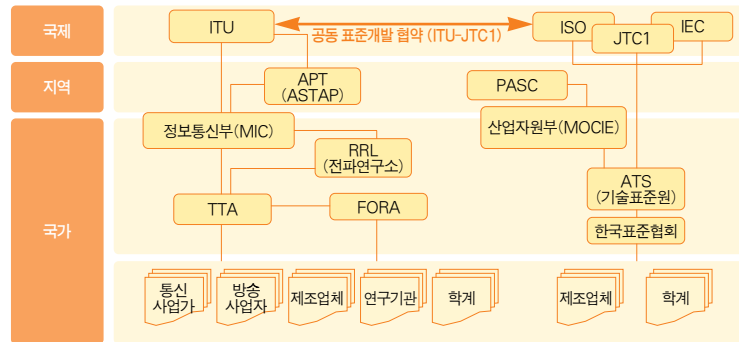 국제
ITU
공동 표준개발 협약 (ITU-JTC1)
ISO
JTC1
IEC
지역
APT
(ASTAP)
PASC
국가
정보통신부(MIC)
산업자원부(MOCIE)
RRL
(전파연구소)
ATS
(기술표준원)
TTA
FORA
한국표준협회
통신
사업가
방송
사업자
제조업체
연구기관
학계
제조업체
학계